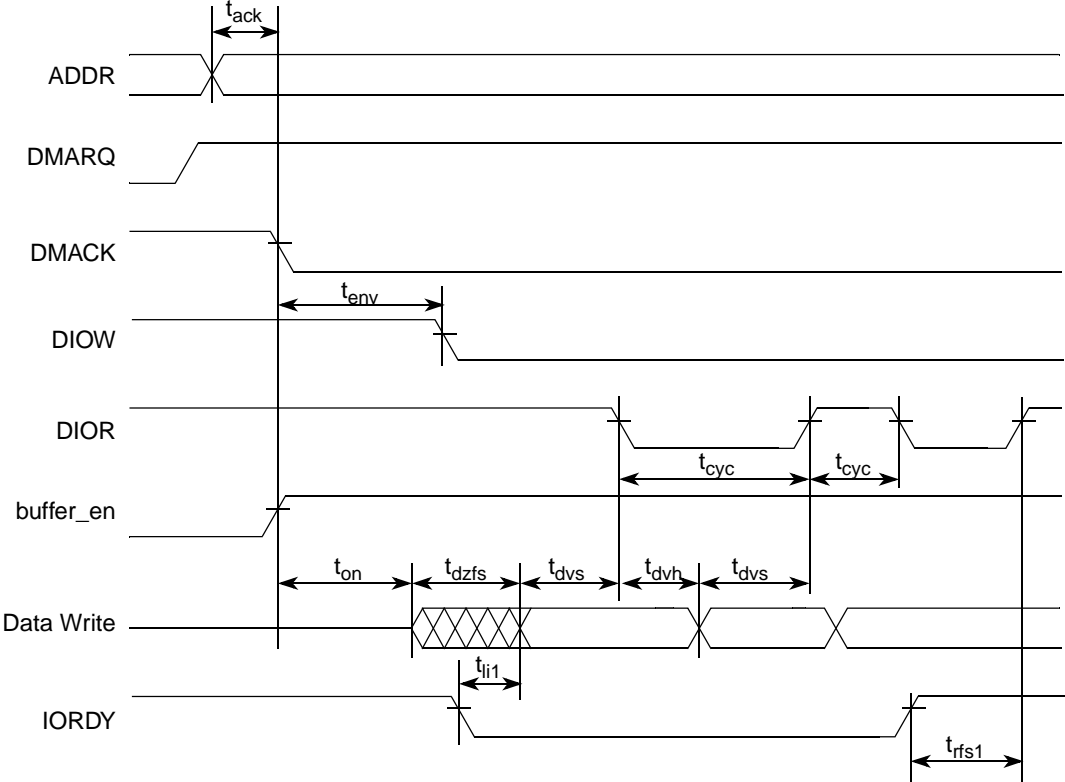 tack
ADDR
DMARQ
DMACK
tenv
DIOW
DIOR
tcyc tcyc
buffer_en
ton tdzfs tdvs tdvh tdvs
Data Write
tli1
IORDY
trfs1